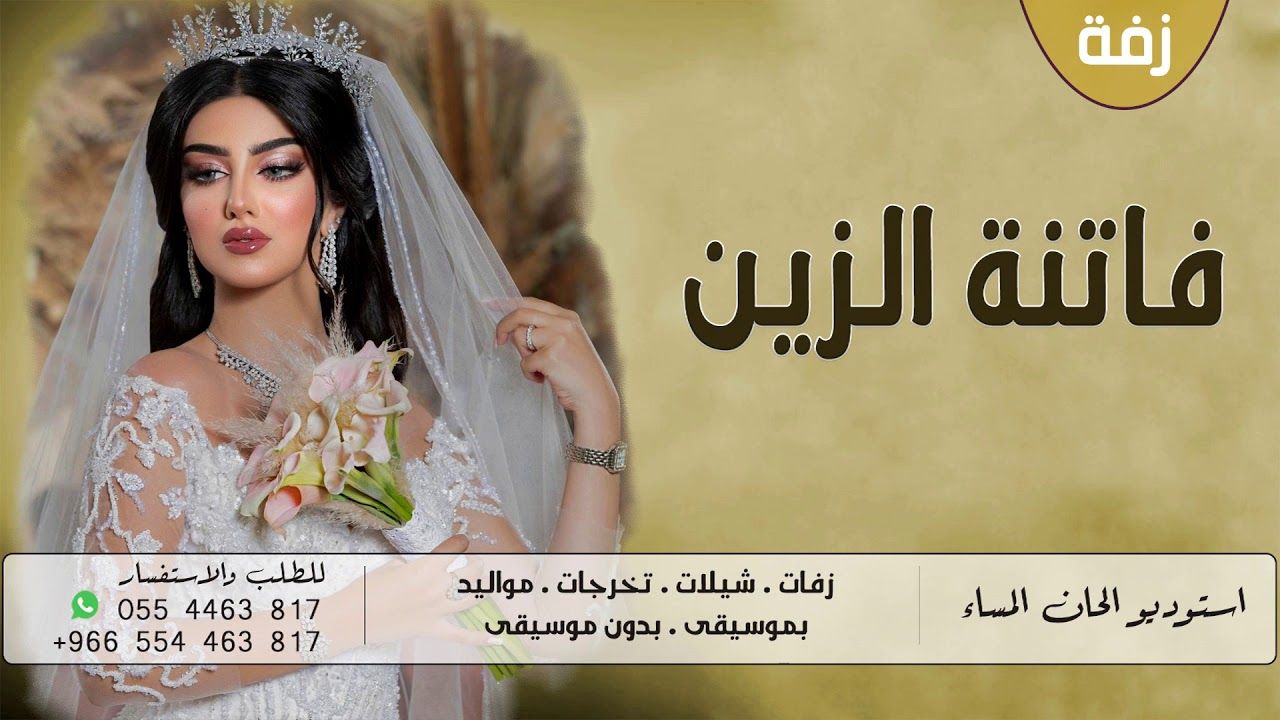 زفة
فاتنة الزين
استوديو الحان المساء
زفات . شيلات . تخرجات . مواليد
بموسيقى . بدون موسيقى
للطلب والاستفسار
055 4463 817
+966 554 463 817